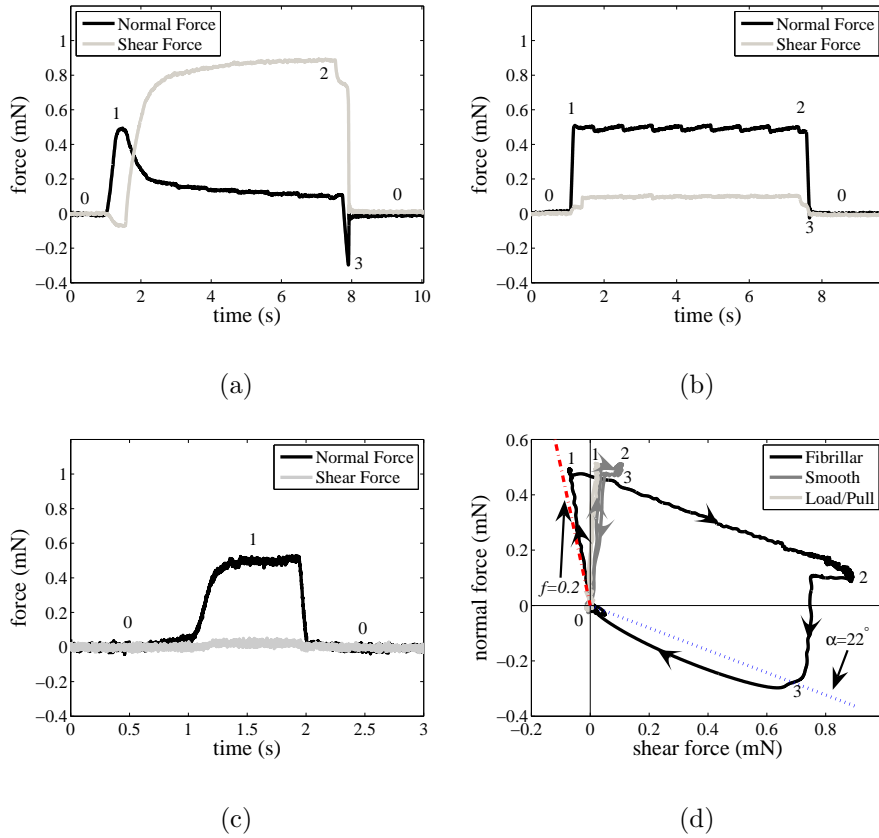 Normal Force
Shear Force
1
0.8
0.6
0.4
0.2
0
−0.2
−0.4
force (mN)
0
1
2
3
0
0 2 4 6 8 10
time (s)
(a)
Normal Force
Shear Force
1
0.8
0.6
0.4
0.2
0
−0.2
−0.4
force (mN)
0
1
2
3
0
0 2 4 6 8
time (s)
(b)
Normal Force
Shear Force
1
0.8
0.6
0.4
0.2
0
−0.2
−0.4
force (mN)
0
1
0
0 0.5 1 1.5 2 2.5 3
time (s)
(c)
Fibrillar
Smooth
Load/Pull
0.6
0.4
0.2
0
−0.2
−0.4
normal force (mN)
1
1
2
3
f=0.2
2
0
α=22°
3
−0.2 0 0.2 0.4 0.6 0.8
shear force (mN)
(d)